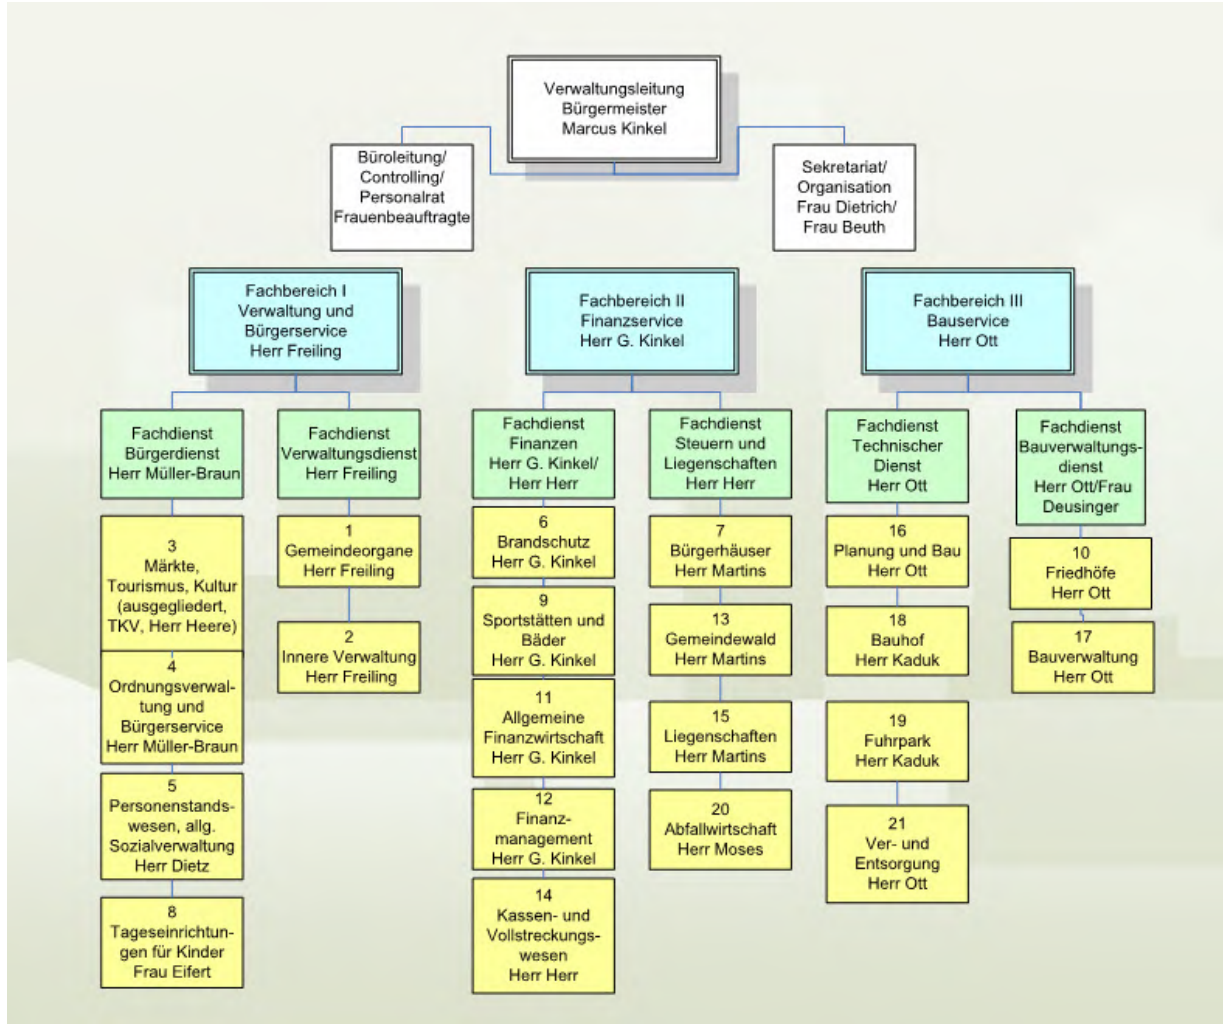 Verwaltungsleitung
Bürgermeister
Marcus Kinkel
Büroleitung/
Controlling/
Personalrat
Frauenbeauftragte
Sekretariat/
Organisation
Frau Dietrich/
Frau Beuth
Fachbereich I
Verwaltung und
Bürgerservice
Herr Freiling
Fachbereich II
Finanzservice
Herr G. Kinkel
Fachbereich III
Bauservice
Herr Ott
Fachdienst
Bürgerdienst
Herr Müller-Braun
Fachdienst
Verwaltungsdienst
Herr Freiling
Fachdienst
Finanzen
Herr G. Kinkel/
Herr Herr
Fachdienst
Steuern und
Liegenschaften
Herr Herr
Fachdienst
Technischer
Dienst
Herr Ott
Fachdienst
Bauverwaltungs-
dienst
Herr Ott/Frau
Deusinger
3
Märkte,
Tourismus, Kultur
(ausgegliedert,
TKV, Herr Heere)
4
Ordnungsverwal-
tung und
Bürgerservice
Herr Müller-Braun
5
Personenstands-
wesen, allg.
Sozialverwaltung
Herr Dietz
8
Tageseinrichtun-
gen für Kinder
Frau Eifert
1
Gemeindeorgane
Herr Freiling
2
Innere Verwaltung
Herr Freiling
6
Brandschutz
Herr G. Kinkel
9
Sportstätten und
Bäder
Herr G. Kinkel
11
Allgemeine
Finanzwirtschaft
Herr G. Kinkel
12
Finanz-
management
Herr G. Kinkel
14
Kassen- und
Vollstreckungs-
wesen
Herr Herr
7
Bürgerhäuser
Herr Martins
13
Gemeindewald
Herr Martins
15
Liegenschaften
Herr Martins
20
Abfallwirtschaft
Herr Moses
16
Planung und Bau
Herr Ott
18
Bauhof
Herr Kaduk
19
Fuhrpark
Herr Kaduk
21
Ver- und
Entsorgung
Herr Ott
10
Friedhöfe
Herr Ott
17
Bauverwaltung
Herr Ott